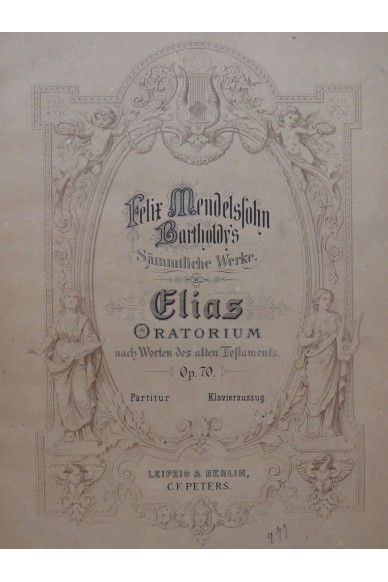 Felix Mendelssohn
Bartholdy's
Sämmtliche Werke.
Elias
ORATORIUM
nach Worten des alten Testaments.
Op. 70.
Partitur. Klavierauszug
LEIPZIG & BERLIN,
C. F. PETERS.